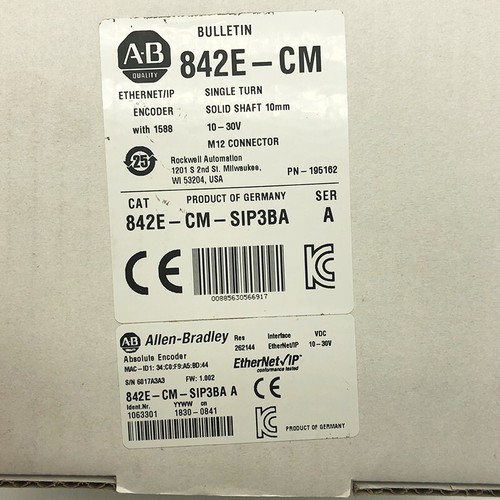 BULLETIN
A-B
QUALITY
842E-CM
ETHERNET/IP SINGLE TURN
ENCODER SOLID SHAFT 10mm
with 1588 10-30V
M12 CONNECTOR
25
Rockwell Automation
1201 S 2nd St. Milwaukee,
WI 53204, USA
PN-195162
CAT PRODUCT OF GERMANY SER
842E-CM-SIP3BA A
CE
00885630566917
AB Allen-Bradley Res Interface VDC
QUALITY 262144 EtherNet/IP 10-30V
Absolute Encoder
MAC-ID1: 34:C0:F9:A5:8D:44
EtherNet/IP™
conformance tested
S/N 6017A3A3 FW: 1.002
842E-CM-SIP3BA A
CE
Ident.Nr. YYWW on
1063301 1830-0841
PRODUCT OF GERMANY